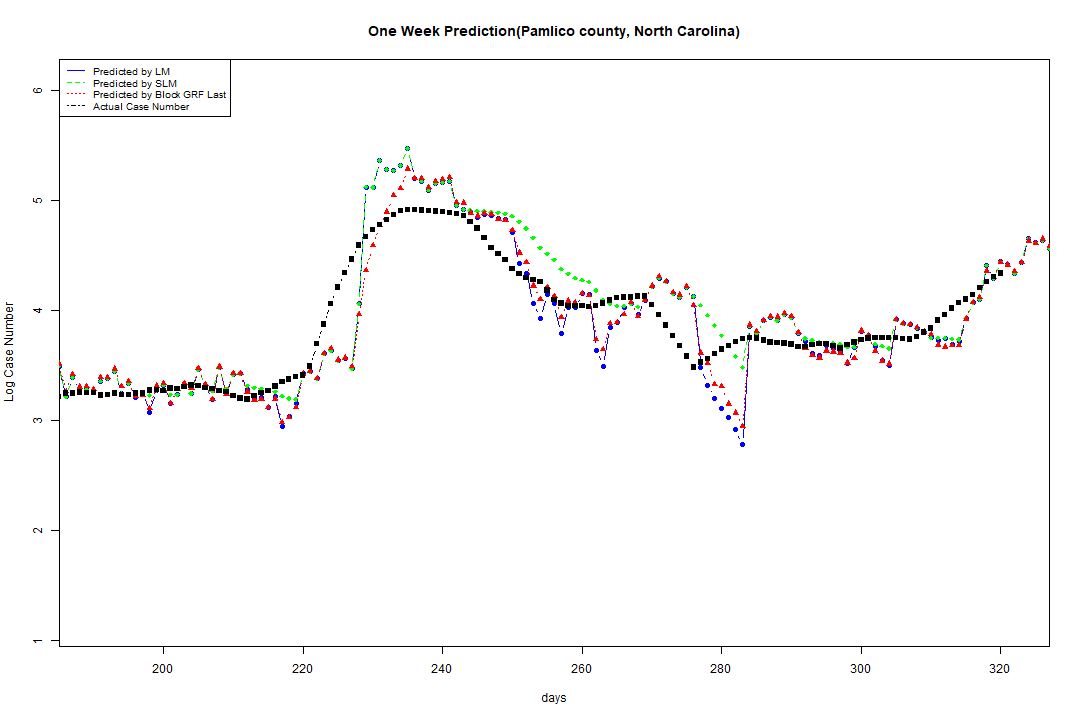 One Week Prediction(Pamlico county, North Carolina)
Predicted by LM
Predicted by SLM
Predicted by Block GRF Last
Actual Case Number
Log Case Number
6
5
4
3
2
1
200 220 240 260 280 300 320
days